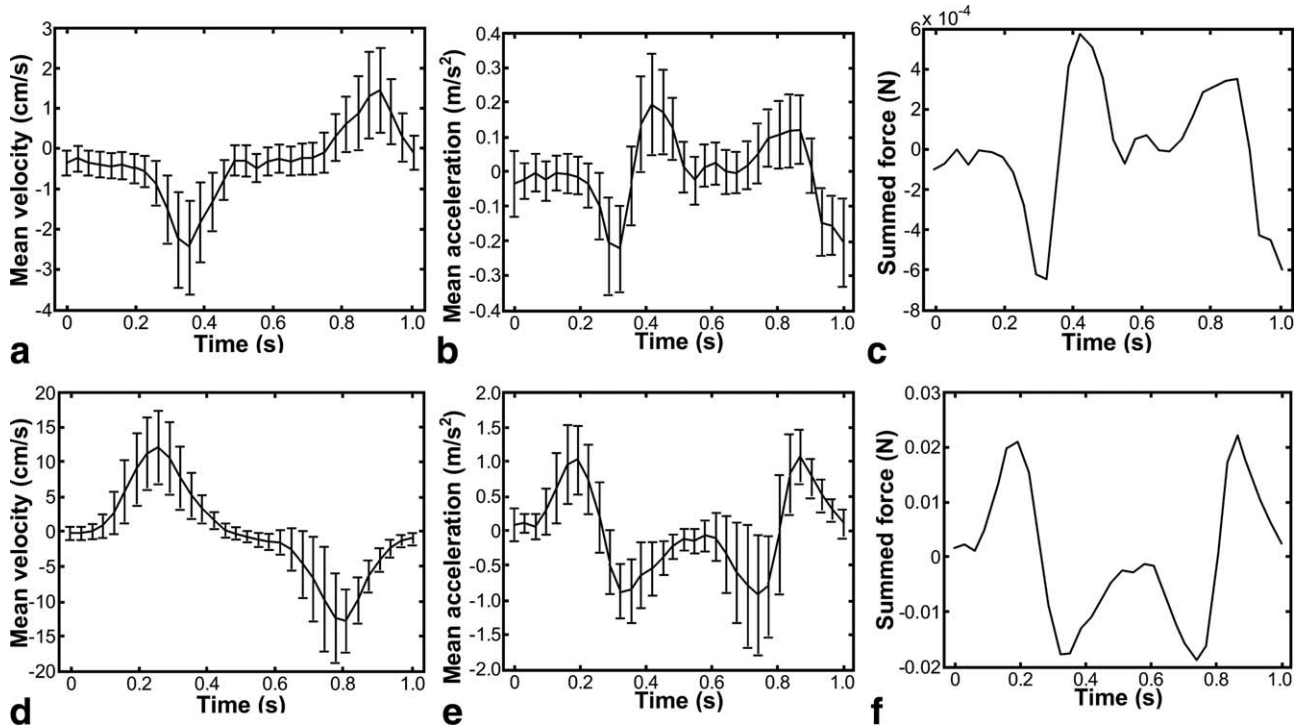 Mean velocity (cm/s)
3
2
1
0
-1
-2
-3
-4
0 0.2 0.4 0.6 0.8 1.0
Time (s)
a
Mean acceleration (m/s²)
0.4
0.3
0.2
0.1
0
-0.1
-0.2
-0.3
-0.4
0 0.2 0.4 0.6 0.8 1.0
Time (s)
b
x 10⁻⁴
Summed force (N)
6
4
2
0
-2
-4
-6
-8
0 0.2 0.4 0.6 0.8 1.0
Time (s)
c
Mean velocity (cm/s)
20
15
10
5
0
-5
-10
-15
-20
0 0.2 0.4 0.6 0.8 1.0
Time (s)
d
Mean acceleration (m/s²)
2.0
1.5
1.0
0.5
0
-0.5
-1.0
-1.5
-2.0
0 0.2 0.4 0.6 0.8 1.0
Time (s)
e
Summed force (N)
0.03
0.02
0.01
0
-0.01
-0.02
0 0.2 0.4 0.6 0.8 1.0
Time (s)
f